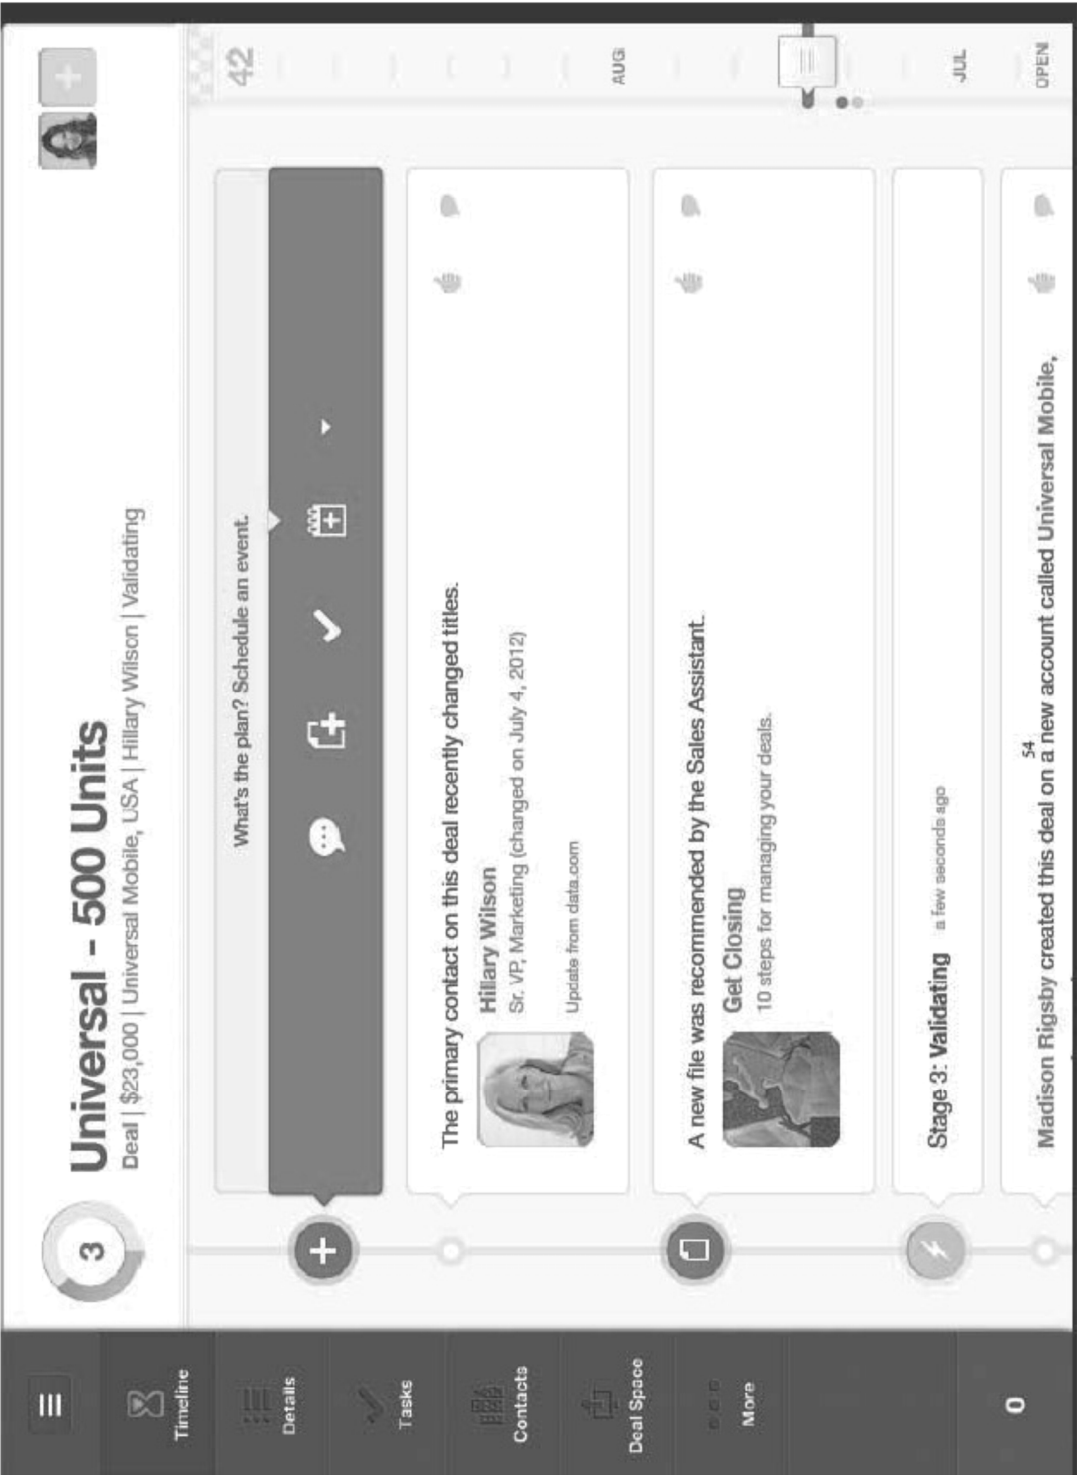 3
Universal - 500 Units
Deal | $23,000 | Universal Mobile, USA | Hillary Wilson | Validating
Timeline
Details
Tasks
Contacts
Deal Space
More
0
What's the plan? Schedule an event.
The primary contact on this deal recently changed titles.
Hillary Wilson
Sr. VP, Marketing (changed on July 4, 2012)
Update from data.com
A new file was recommended by the Sales Assistant.
Get Closing
10 steps for managing your deals.
Stage 3: Validating a few seconds ago
54
Madison Rigsby created this deal on a new account called Universal Mobile,
42
AUG
JUL
OPEN